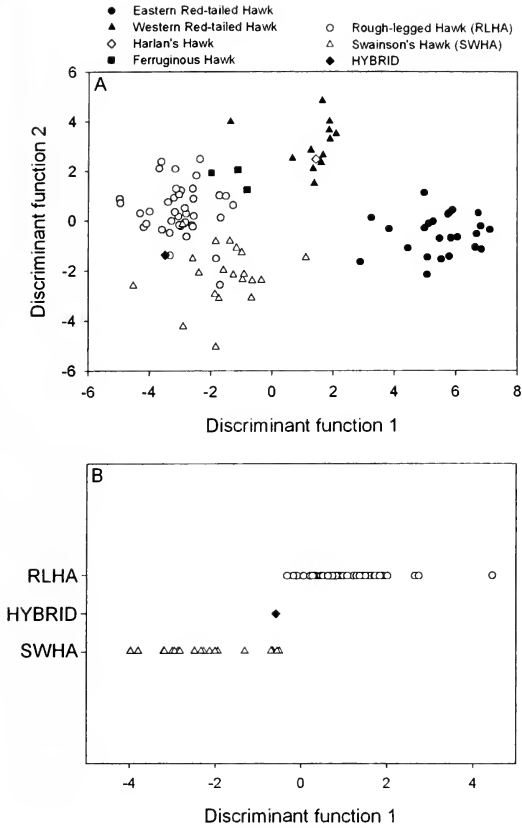 Eastern Red-tailed Hawk
Western Red-tailed Hawk
Harlan's Hawk
Ferruginous Hawk
Rough-legged Hawk (RLHA)
Swainson's Hawk (SWHA)
HYBRID
A
6
4
2
0
-2
-4
-6
Discriminant function 2
-6 -4 -2 0 2 4 6 8
Discriminant function 1
B
RLHA
HYBRID
SWHA
-4 -2 0 2 4
Discriminant function 1